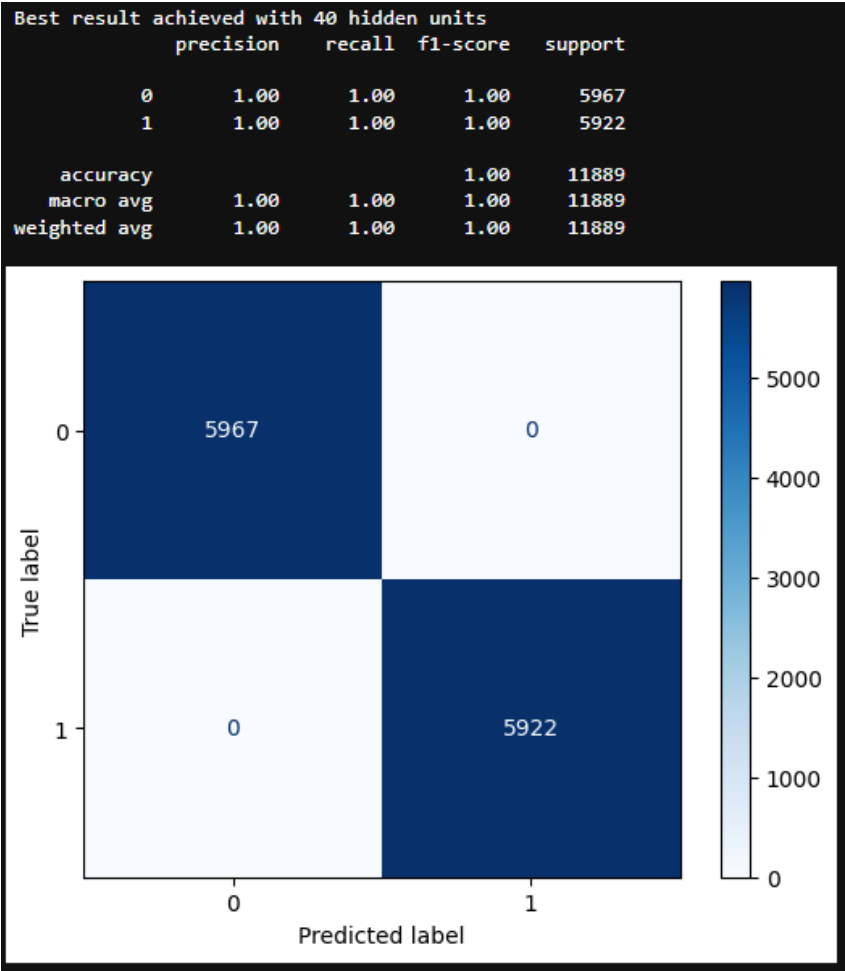 Best result achieved with 40 hidden units
precision recall f1-score support
0 1.00 1.00 1.00 5967
1 1.00 1.00 1.00 5922
accuracy 1.00 11889
macro avg 1.00 1.00 1.00 11889
weighted avg 1.00 1.00 1.00 11889
5000
0 5967 0
4000
True label
3000
2000
1 0 5922
1000
0
0 1
Predicted label